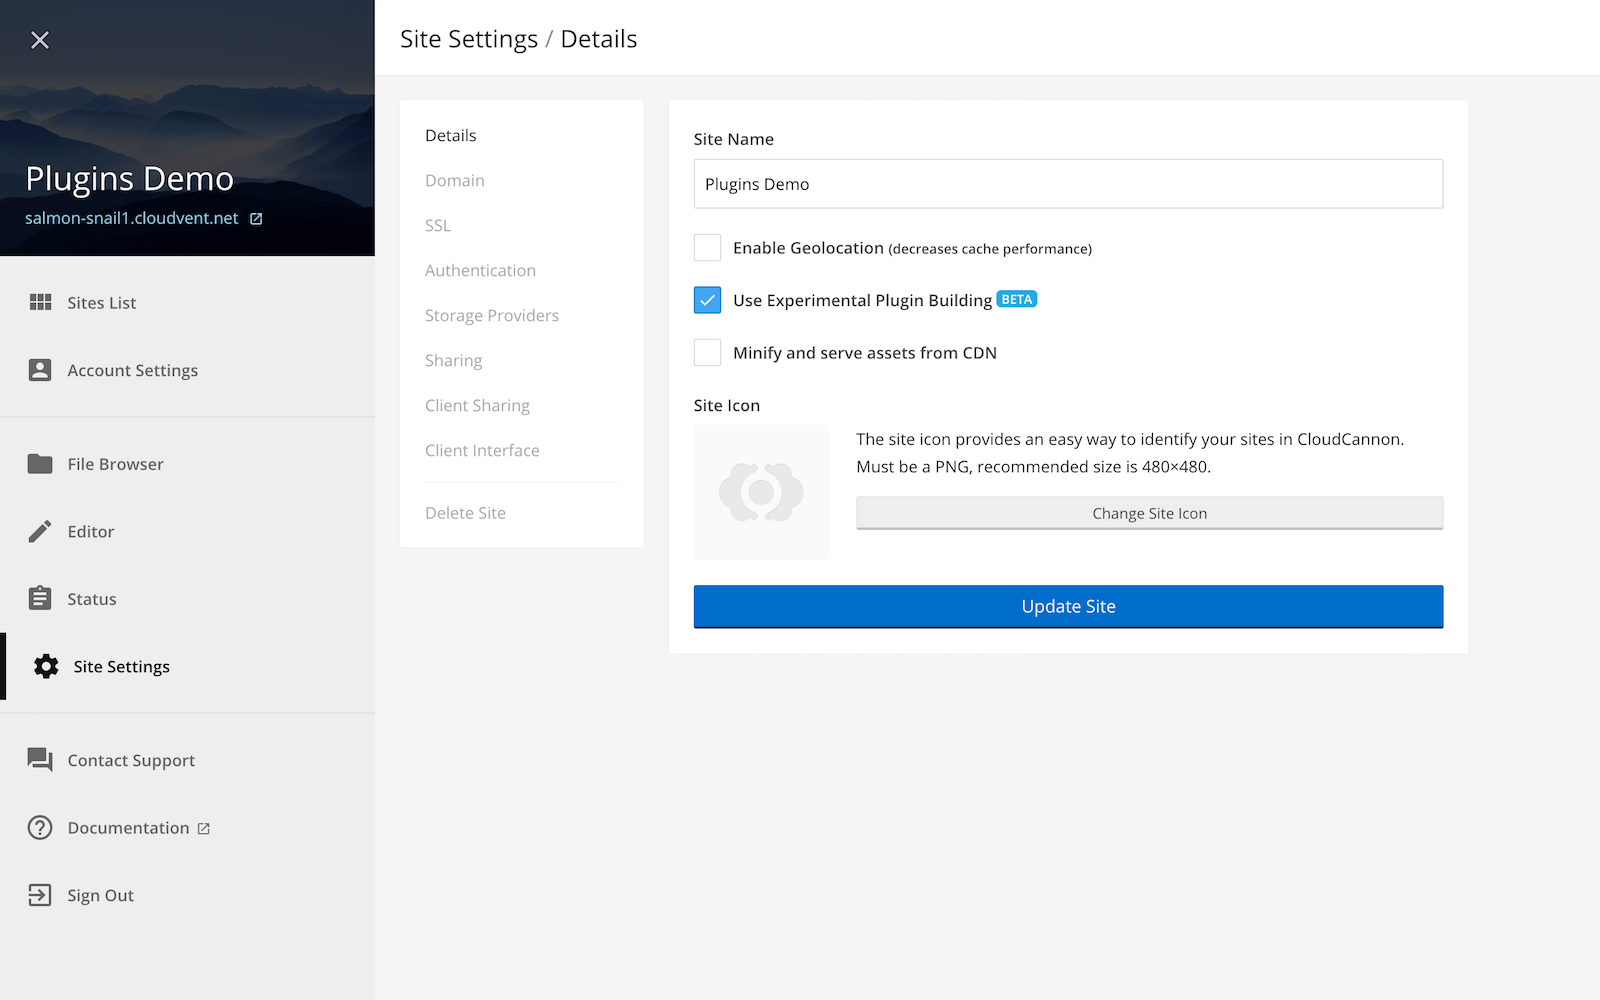 Plugins Demo
salmon-snail1.cloudvent.net
Sites List
Account Settings
File Browser
Editor
Status
Site Settings
Contact Support
Documentation
Sign Out
Site Settings / Details
Details
Domain
SSL
Authentication
Storage Providers
Sharing
Client Sharing
Client Interface
Delete Site
Site Name
Plugins Demo
Enable Geolocation (decreases cache performance)
Use Experimental Plugin Building BETA
Minify and serve assets from CDN
Site Icon
The site icon provides an easy way to identify your sites in CloudCannon.
Must be a PNG, recommended size is 480×480.
Change Site Icon
Update Site